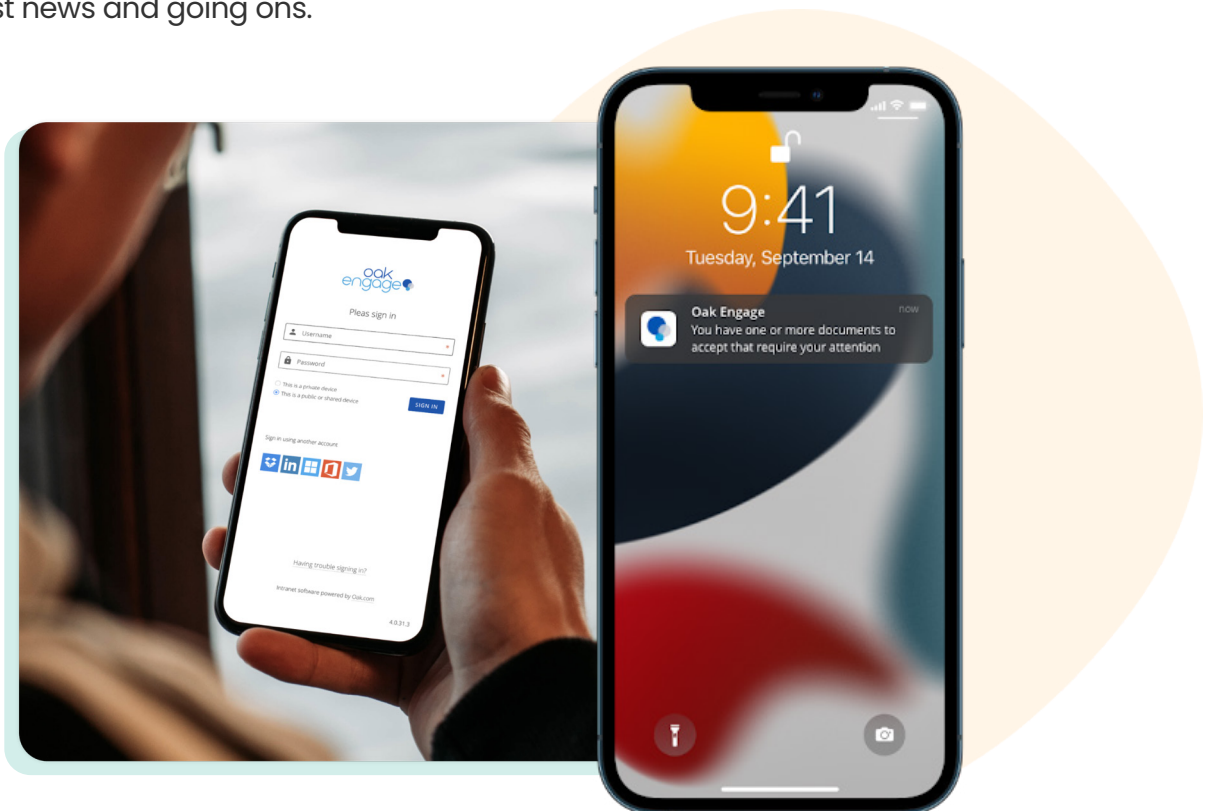 st news and going ons.
oak
engage
Pleas sign in
Username *
Password *
This is a private device
This is a public or shared device
SIGN IN
Sign in using another account
in
Having trouble signing in?
Intranet software powered by Oak.com
4.0.31.3
9:41
Tuesday, September 14
Oak Engage now
You have one or more documents to
accept that require your attention